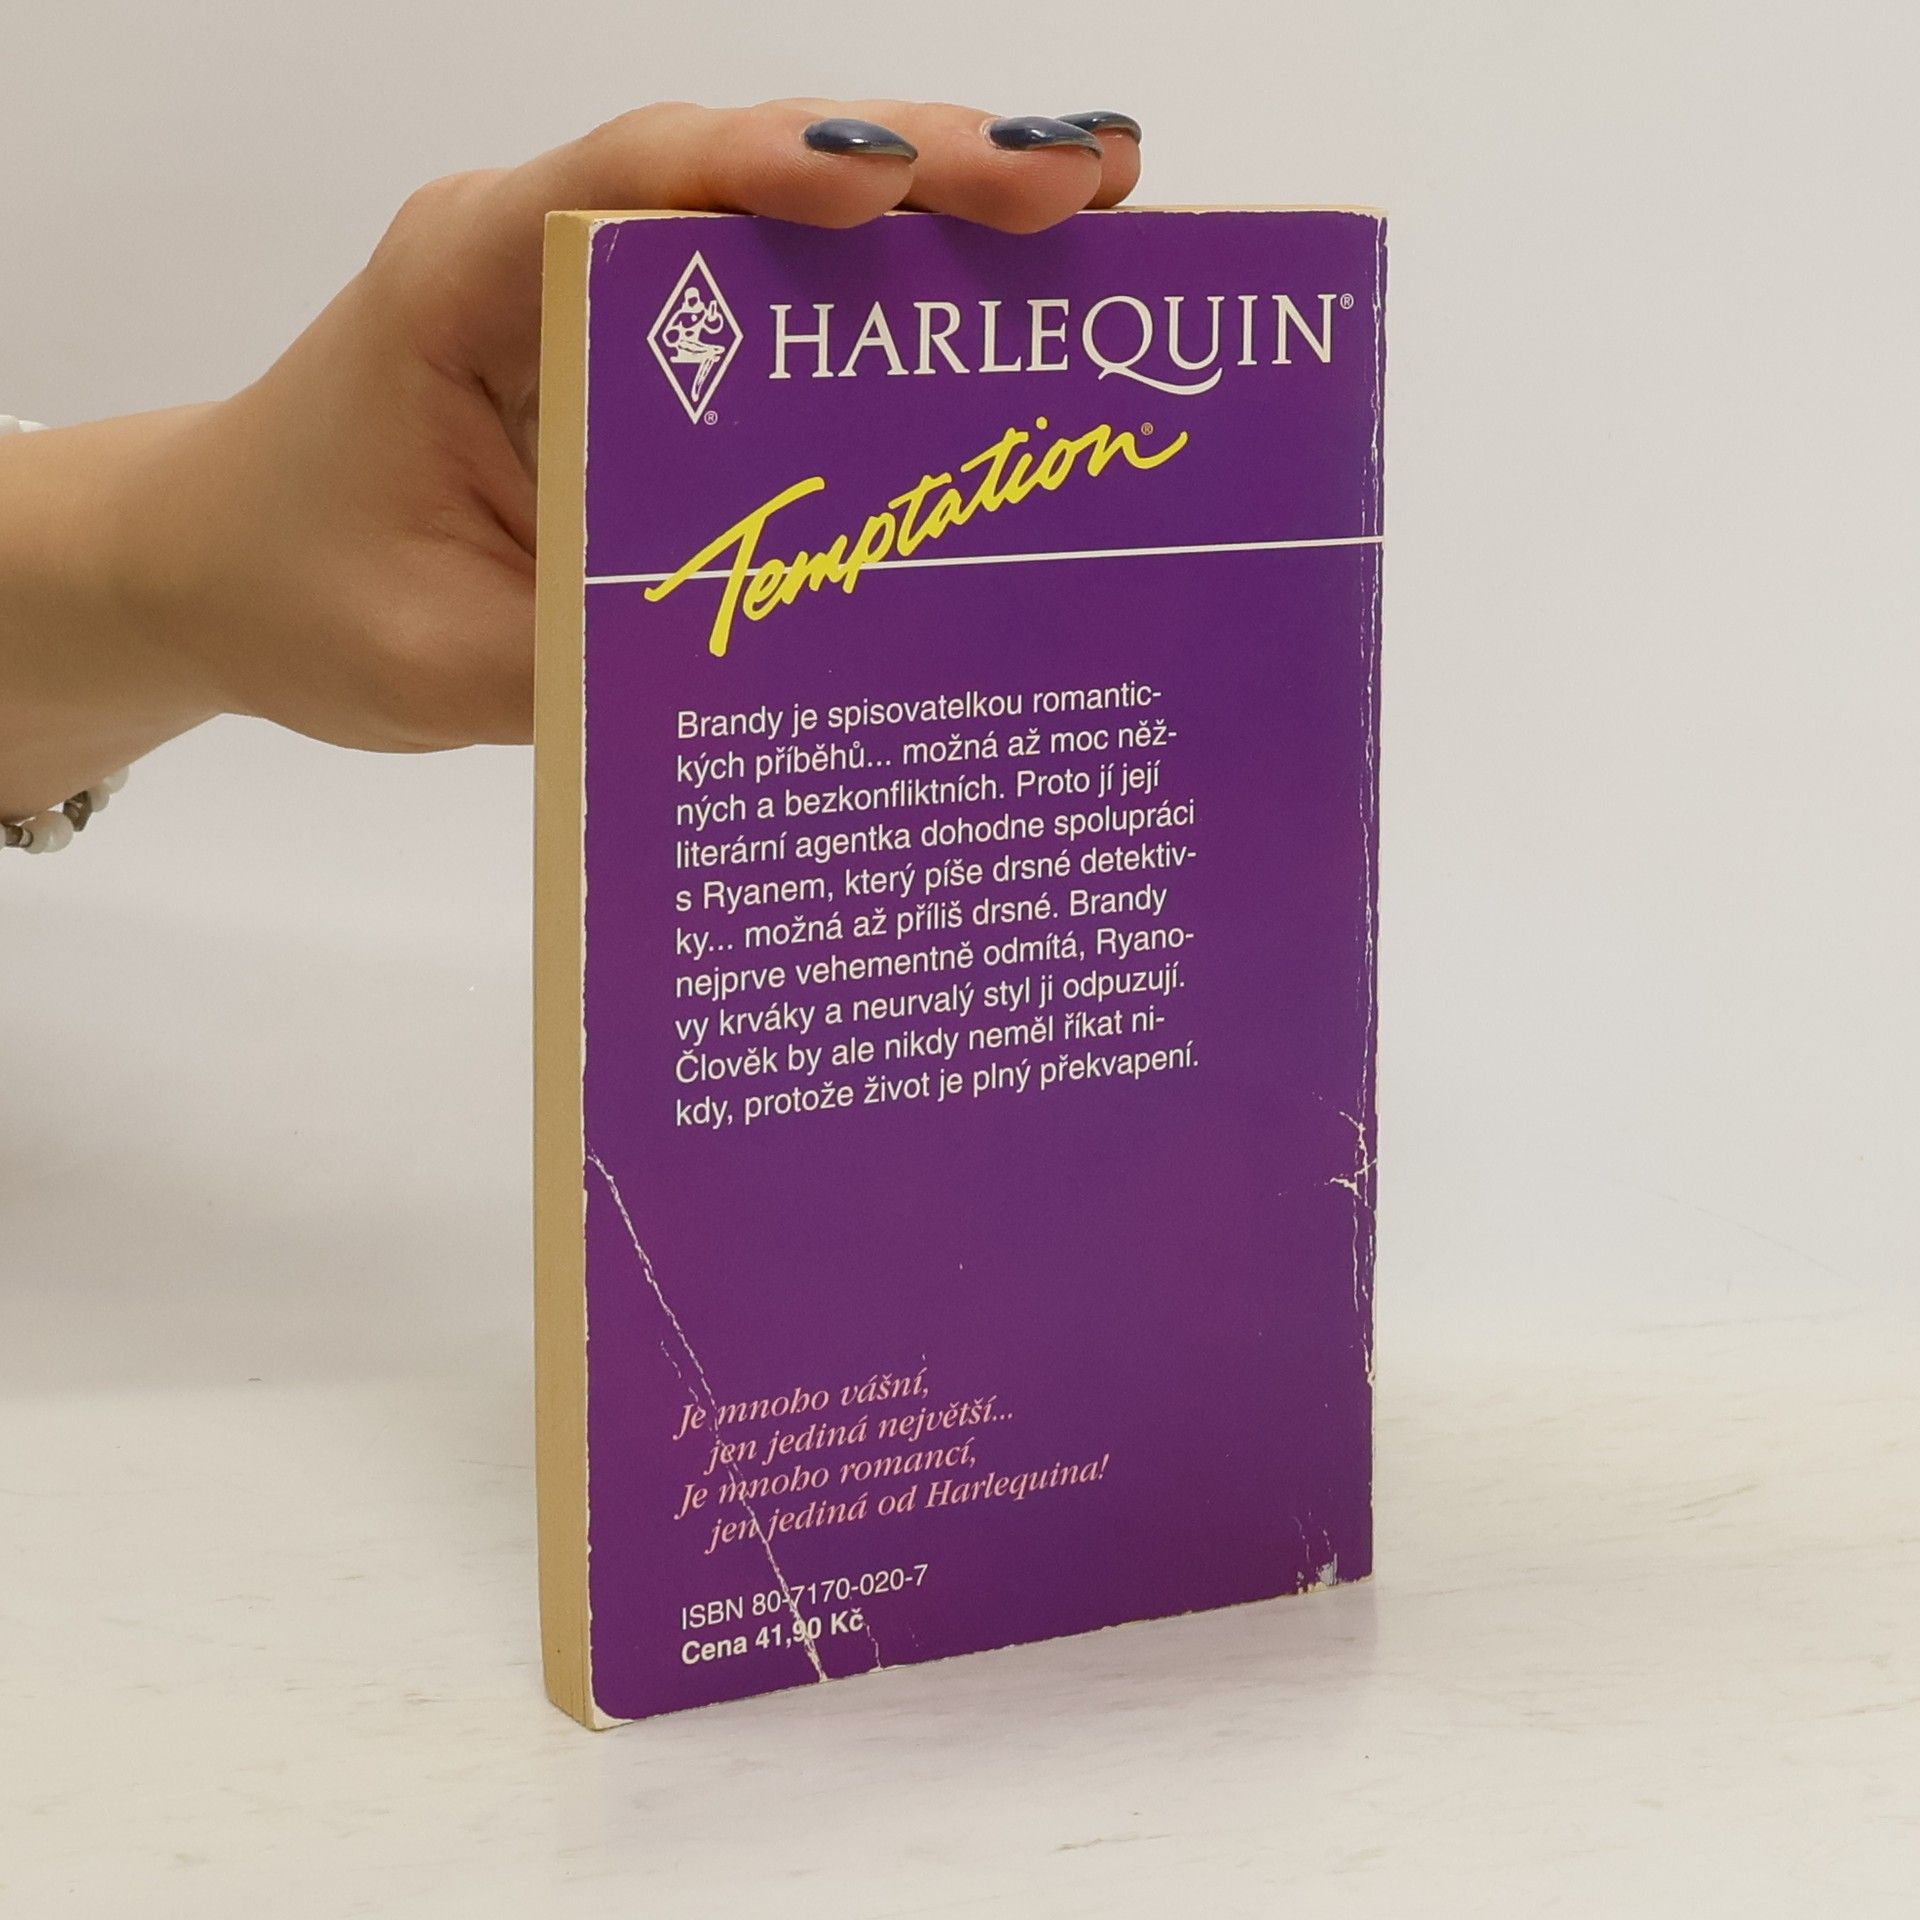 HARLEQUIN®
®
Temptation®
Brandy je spisovatelkou romantic-
kých příběhů... možná až moc něž-
ných a bezkonfliktních. Proto jí její
literární agentka dohodne spolupráci
s Ryanem, který píše drsné detektiv-
ky... možná až příliš drsné. Brandy
nejprve vehementně odmítá, Ryano-
vy krváky a neurvalý styl ji odpuzují.
Člověk by ale nikdy neměl říkat ni-
kdy, protože život je plný překvapení.
Je mnoho vášní,
jen jediná největší...
Je mnoho romancí,
jen jediná od Harlequina!
ISBN 80-7170-020-7
Cena 41,90 Kč